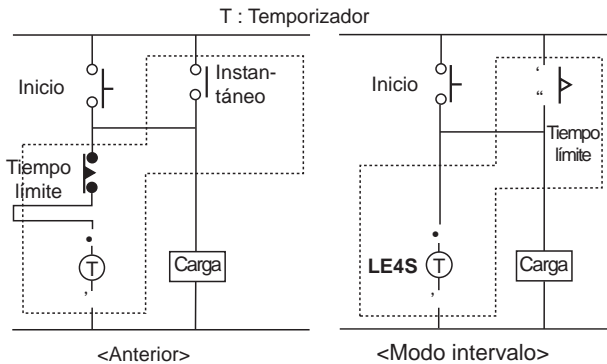 T : Temporizador
Inicio
Instan-
táneo
Tiempo
límite
T
Carga
<Anterior>
Inicio
Tiempo
límite
LE4S
T
Carga
<Modo intervalo>